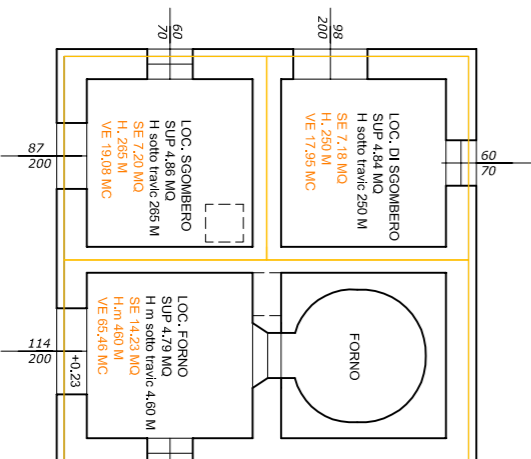 60
70
98
200
LOC. SGOMBERO
SUP 4.86 MQ
H sotto travic 265 M
SE 7.20 MQ
H. 265 M
VE 19,08 MC
LOC. DI SGOMBERO
SUP 4.84 MQ
H sotto travic 250 M
SE 7.18 MQ
H. 250 M
VE 17.95 MC
87
200
60
70
LOC. FORNO
SUP 4.79 MQ
H m sotto travic 4.60 M
SE 14.23 MQ
H.m 460 M
VE 65,46 MC
FORNO
114
200
+0,23